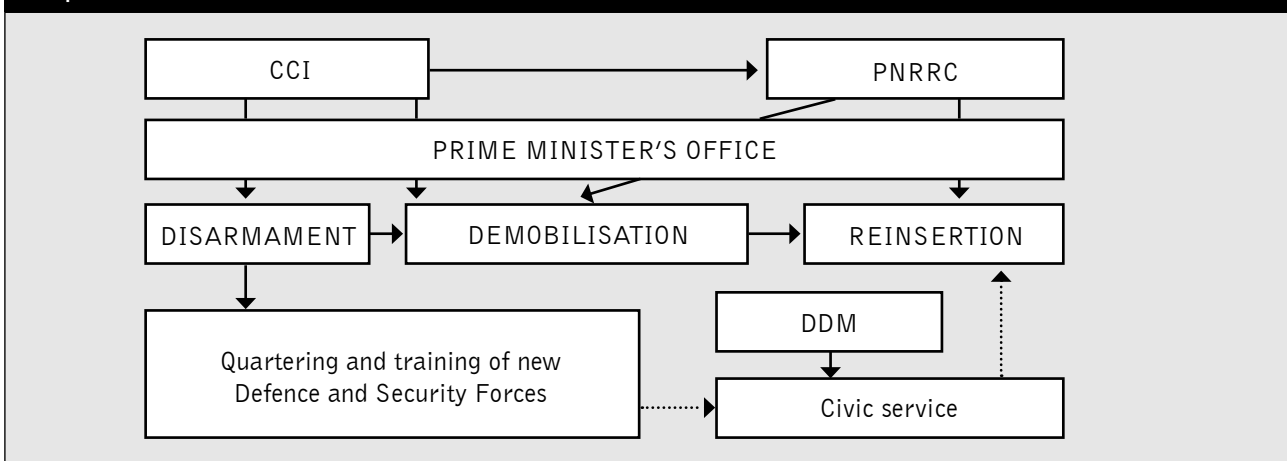 CCI
PNRRC
PRIME MINISTER'S OFFICE
DISARMAMENT
DEMOBILISATION
REINSERTION
DDM
Quartering and training of new
Defence and Security Forces
Civic service